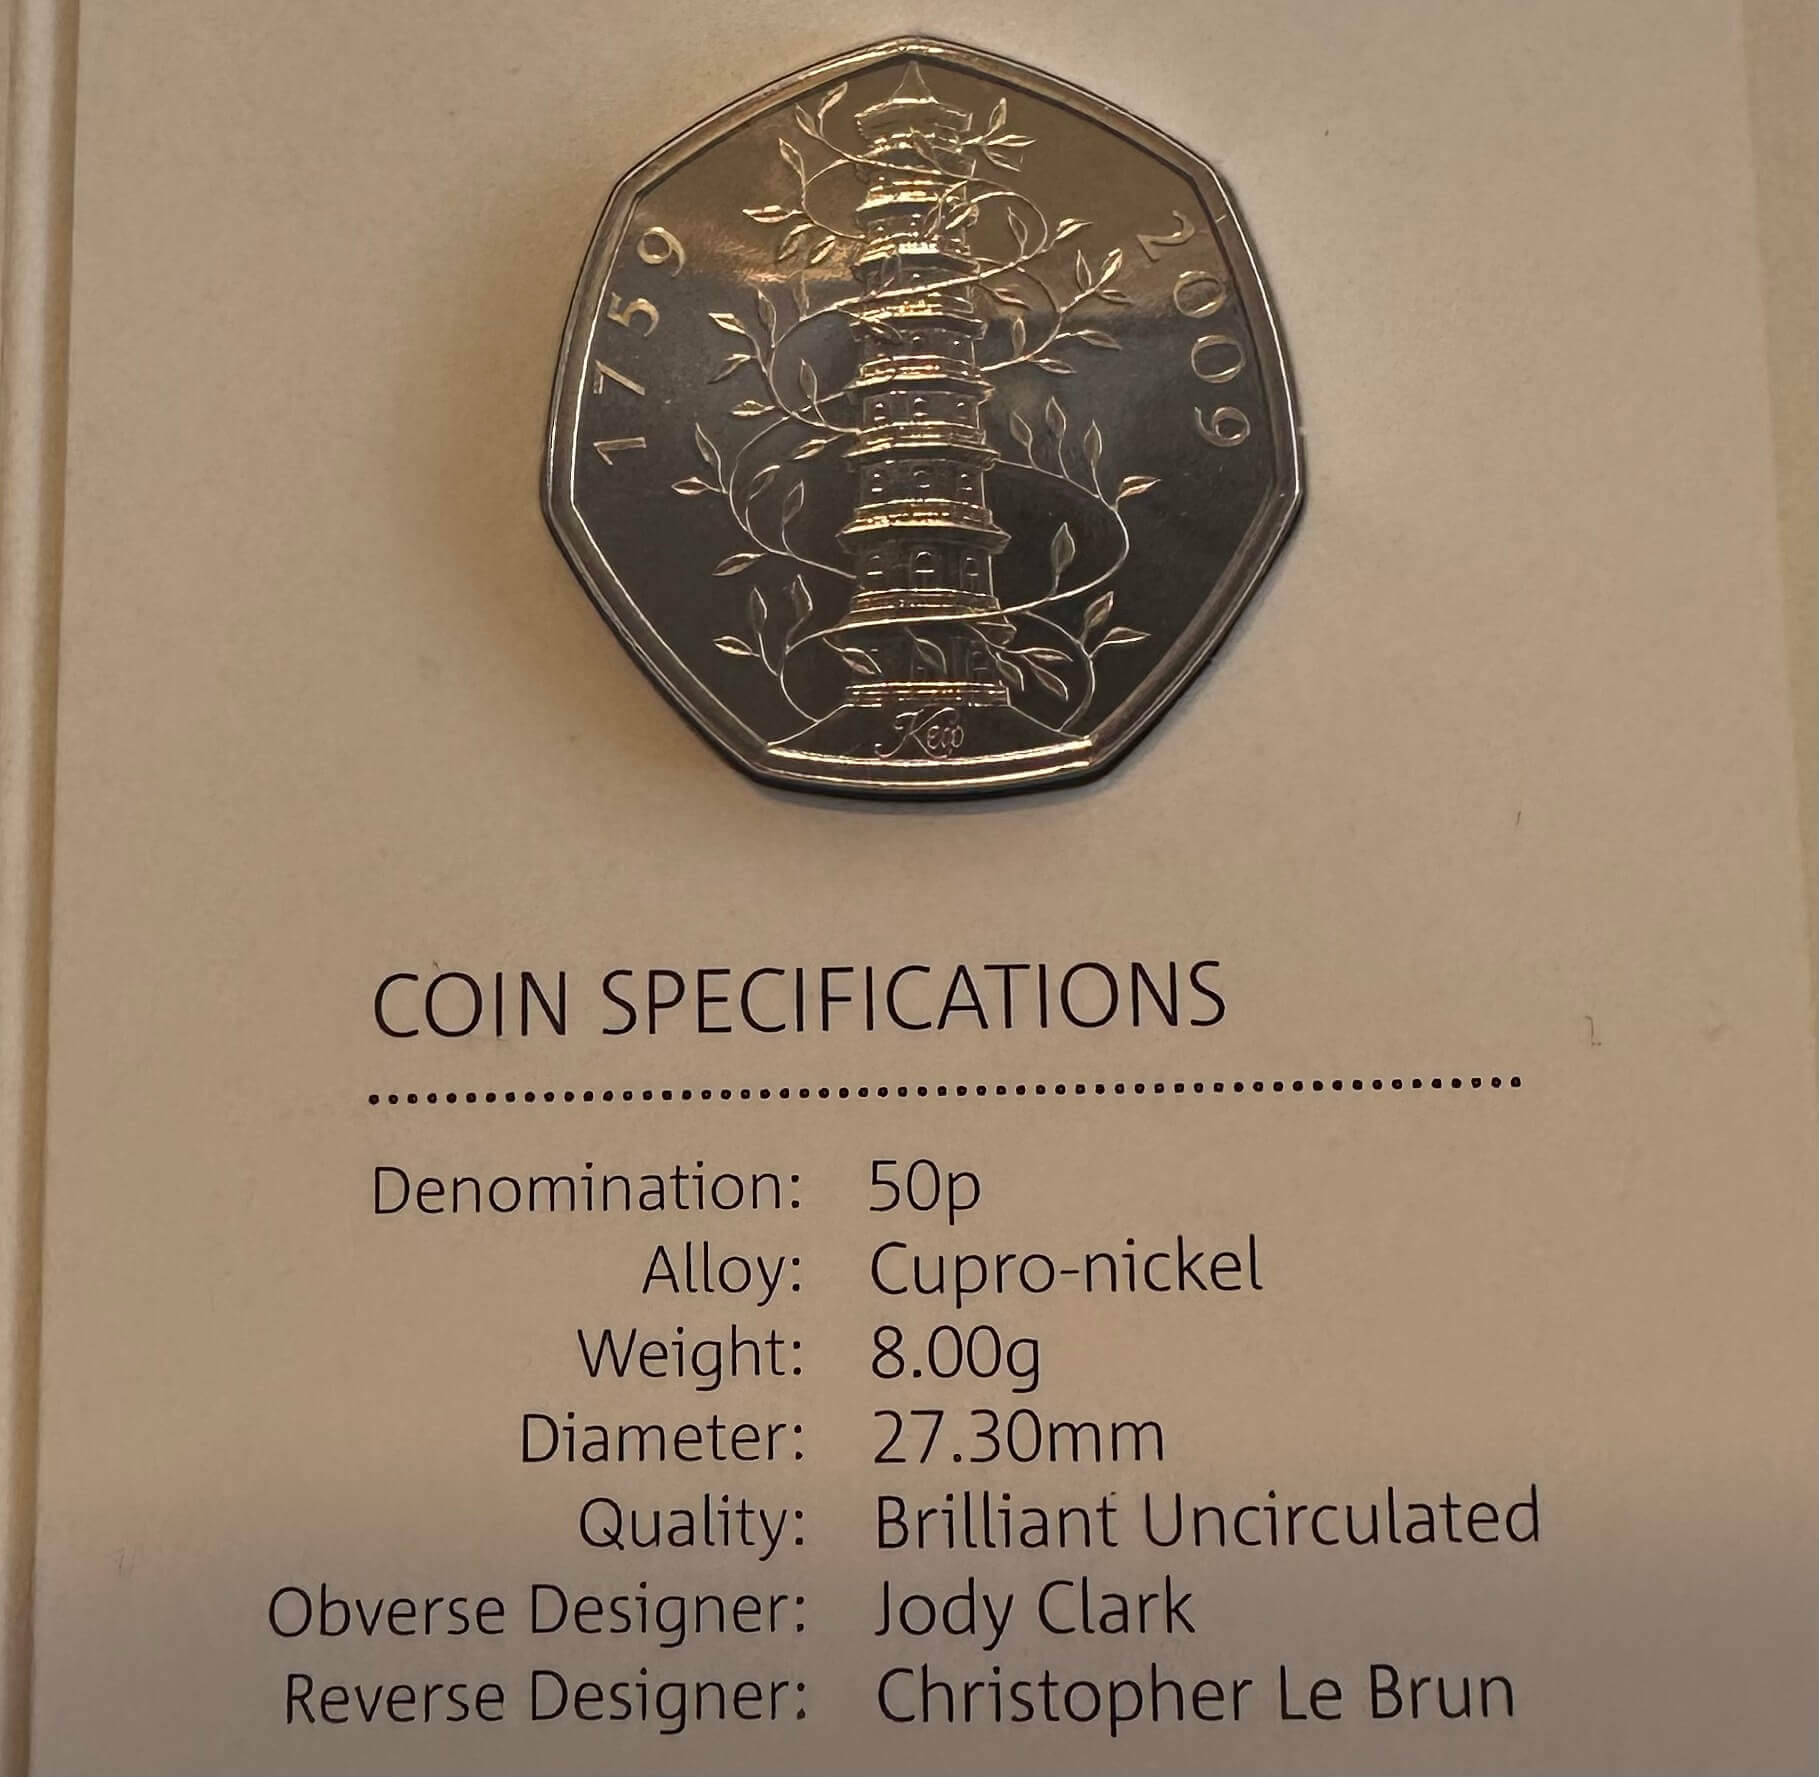 1759 2009
Kew
COIN SPECIFICATIONS
Denomination: 50p
Alloy: Cupro-nickel
Weight: 8.00g
Diameter: 27.30mm
Quality: Brilliant Uncirculated
Obverse Designer: Jody Clark
Reverse Designer: Christopher Le Brun